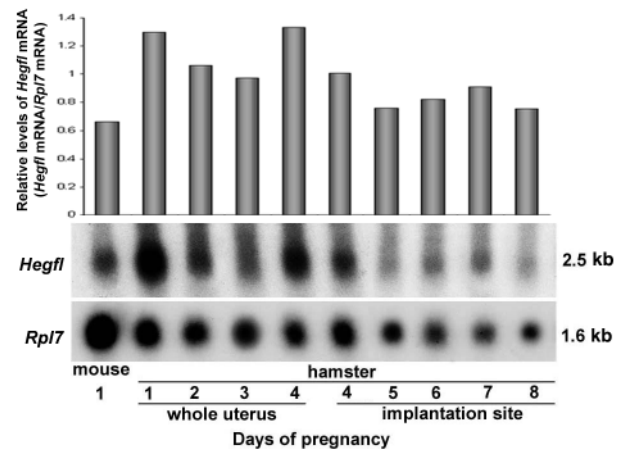 Relative levels of Hegfl mRNA
(Hegfl mRNA/Rpl7 mRNA)
1.4
1.2
1
0.8
0.6
0.4
0.2
0
Hegfl
2.5 kb
Rpl7
1.6 kb
mouse
hamster
1 1 2 3 4 4 5 6 7 8
whole uterus implantation site
Days of pregnancy